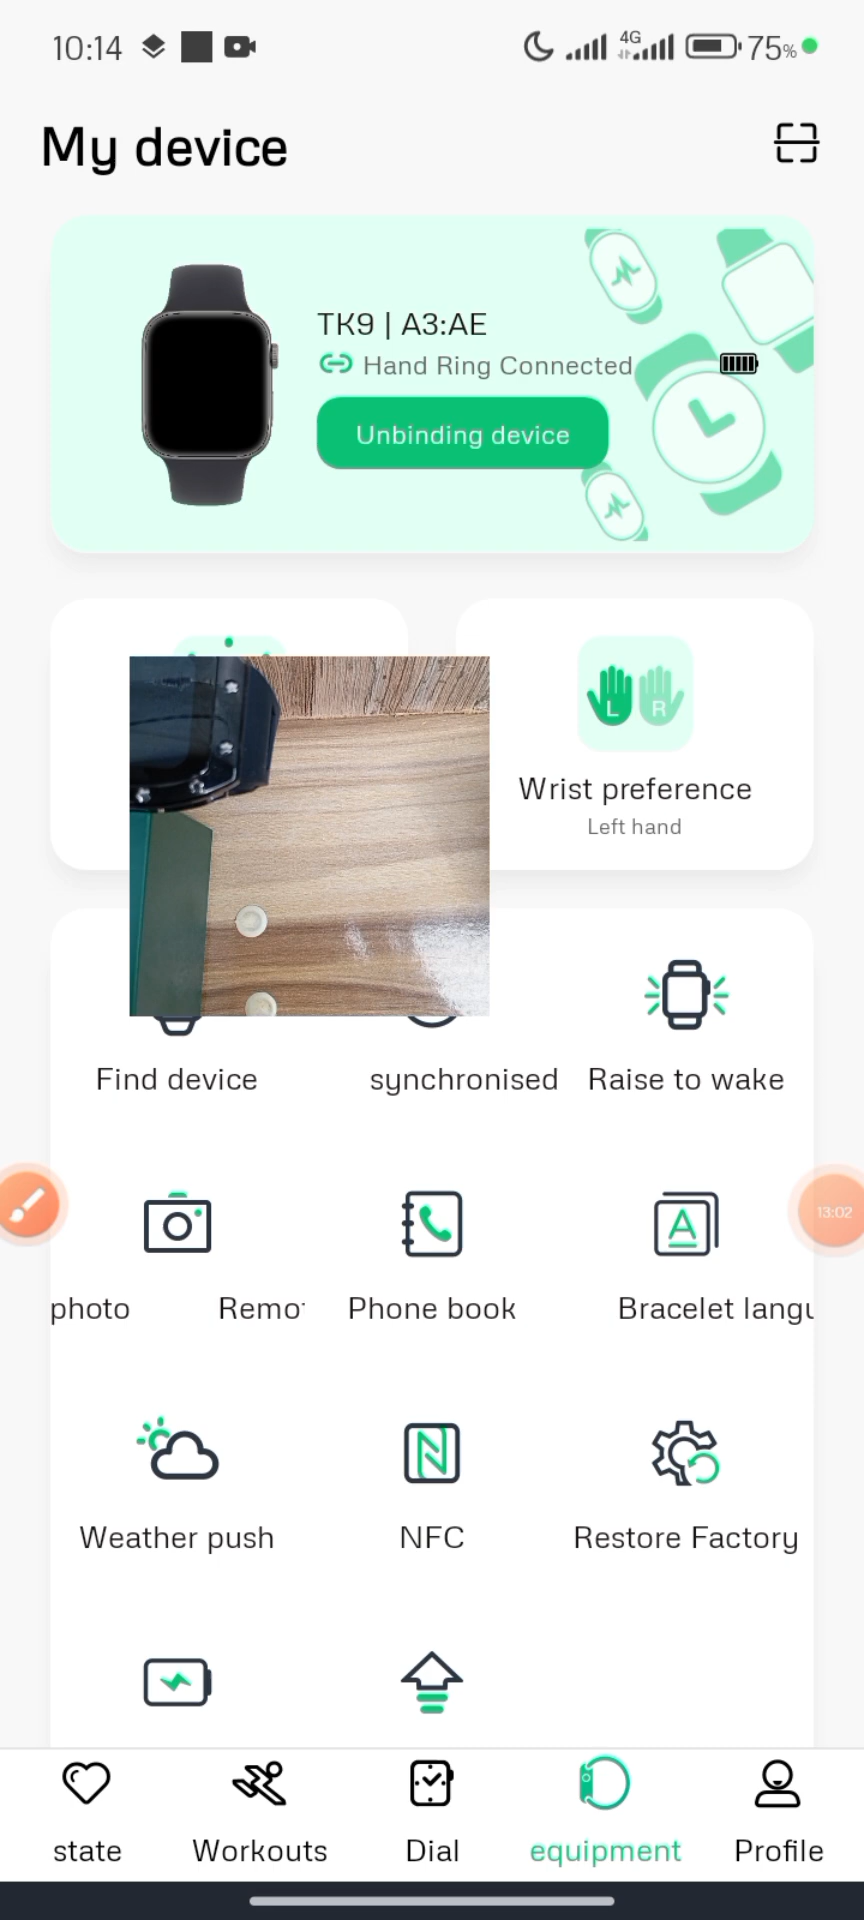 10:14
4G
75%
My device
TK9 | A3:AE
Hand Ring Connected
Unbinding device
L R
Wrist preference
Left hand
Find device
synchronised
Raise to wake
photo
Phone book
Bracelet
A
13:02
Weather push
NFC
Restore Factory
state
Workouts
Dial
equipment
Profile